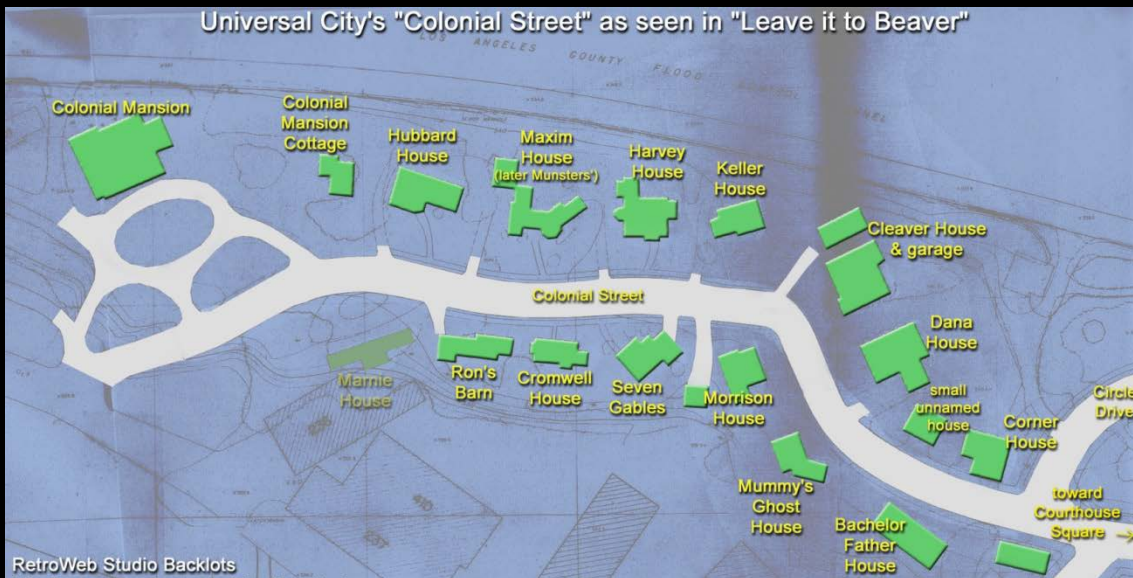 Universal City's "Colonial Street" as seen in "Leave it to Beaver"
LOS ANGELES COUNTY FLOOD CONTROL CHANNEL
Colonial Mansion
Colonial
Mansion
Cottage
Hubbard
House
Maxim
House
(later Munsters')
Harvey
House
Keller
House
Cleaver House
& garage
Colonial Street
Dana
House
Marnie
House
Ron's
Barn
Cromwell
House
Seven
Gables
Morrison
House
small
unnamed
house
Corner
House
Circle
Drive
Mummy's
Ghost
House
Bachelor
Father
House
toward
Courthouse
Square →
RetroWeb Studio Backlots